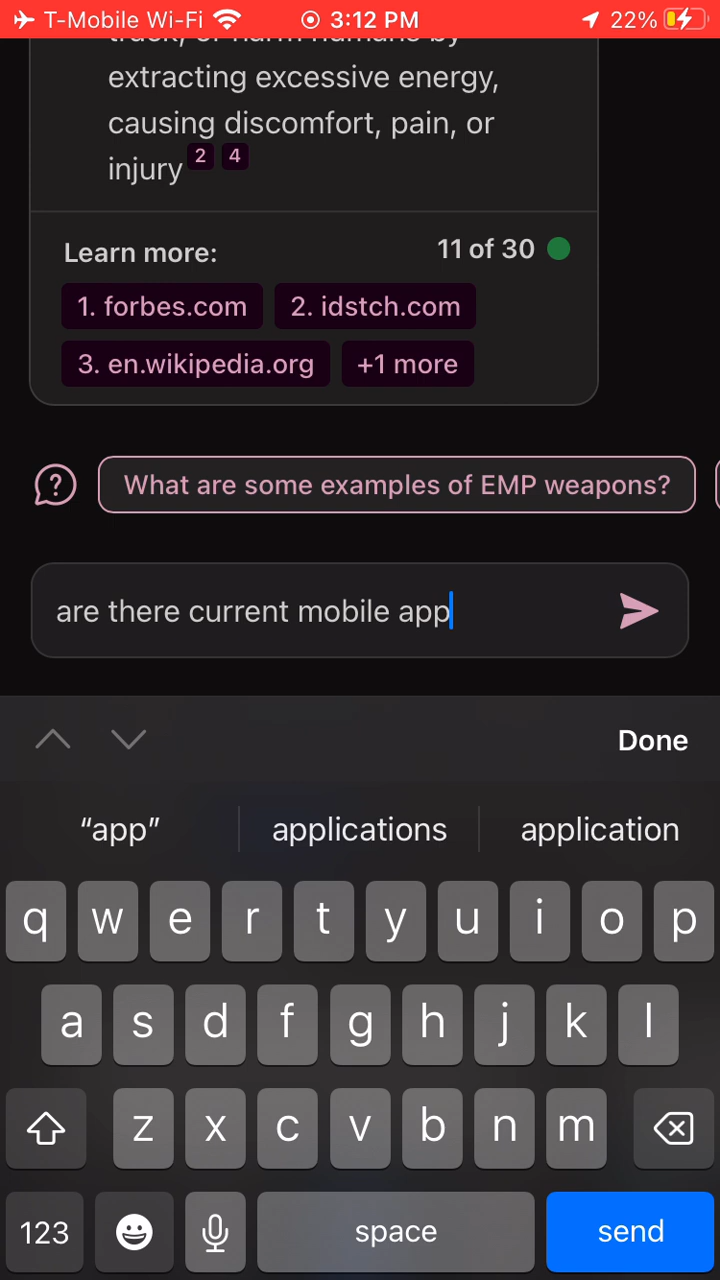 T-Mobile Wi-Fi 3:12 PM 22%
extracting excessive energy,
causing discomfort, pain, or
injury 2 4
Learn more: 11 of 30
1. forbes.com 2. idstch.com
3. en.wikipedia.org +1 more
What are some examples of EMP weapons?
are there current mobile app
Done
“app” applications application
q w e r t y u i o p
a s d f g h j k l
z x c v b n m
123 space send